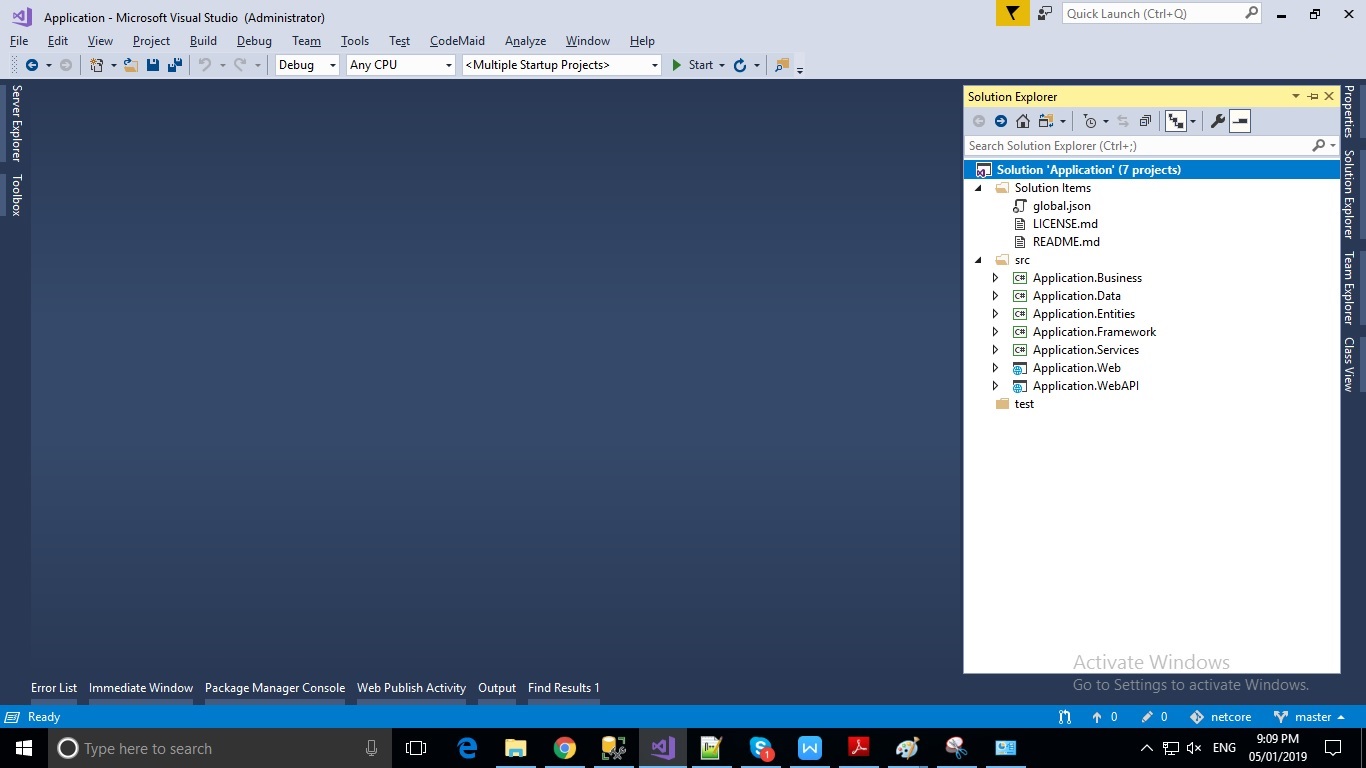 Application - Microsoft Visual Studio (Administrator)
Quick Launch (Ctrl+Q)
File Edit View Project Build Debug Team Tools Test CodeMaid Analyze Window Help
Debug Any CPU <Multiple Startup Projects> Start
Server Explorer
Toolbox
Solution Explorer
Search Solution Explorer (Ctrl+;)
Solution 'Application' (7 projects)
Solution Items
global.json
LICENSE.md
README.md
src
C# Application.Business
C# Application.Data
C# Application.Entities
C# Application.Framework
C# Application.Services
Application.Web
Application.WebAPI
test
Properties
Solution Explorer
Team Explorer
Class View
Activate Windows
Go to Settings to activate Windows.
Error List Immediate Window Package Manager Console Web Publish Activity Output Find Results 1
Ready 0 0 netcore master
Type here to search
1
W
ENG
9:09 PM
05/01/2019